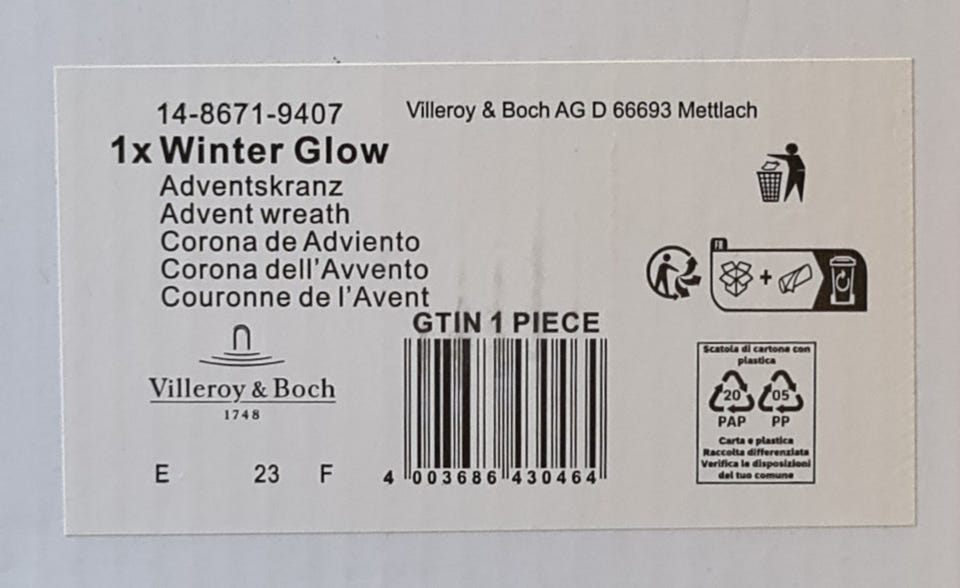 14-8671-9407 Villeroy & Boch AG D 66693 Mettlach
1x Winter Glow
Adventskranz
Advent wreath
Corona de Adviento
Corona dell'Avvento
Couronne de l'Avent
GTIN 1 PIECE
Villeroy & Boch
1748
E 23 F
4 003686 430464
FR
Scatola di cartone con
plastica
20 05
PAP PP
Carta e plastica
Raccolta differenziata
Verifica le disposizioni
del tuo comune